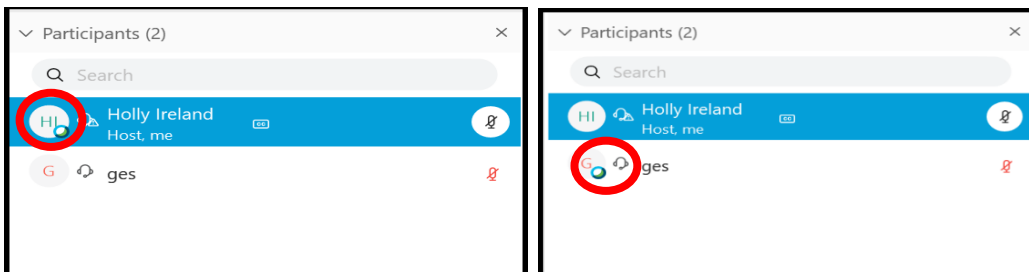 Participants (2)
Search
HI Holly Ireland
Host, me
G ges
Participants (2)
Search
HI Holly Ireland
Host, me
G ges